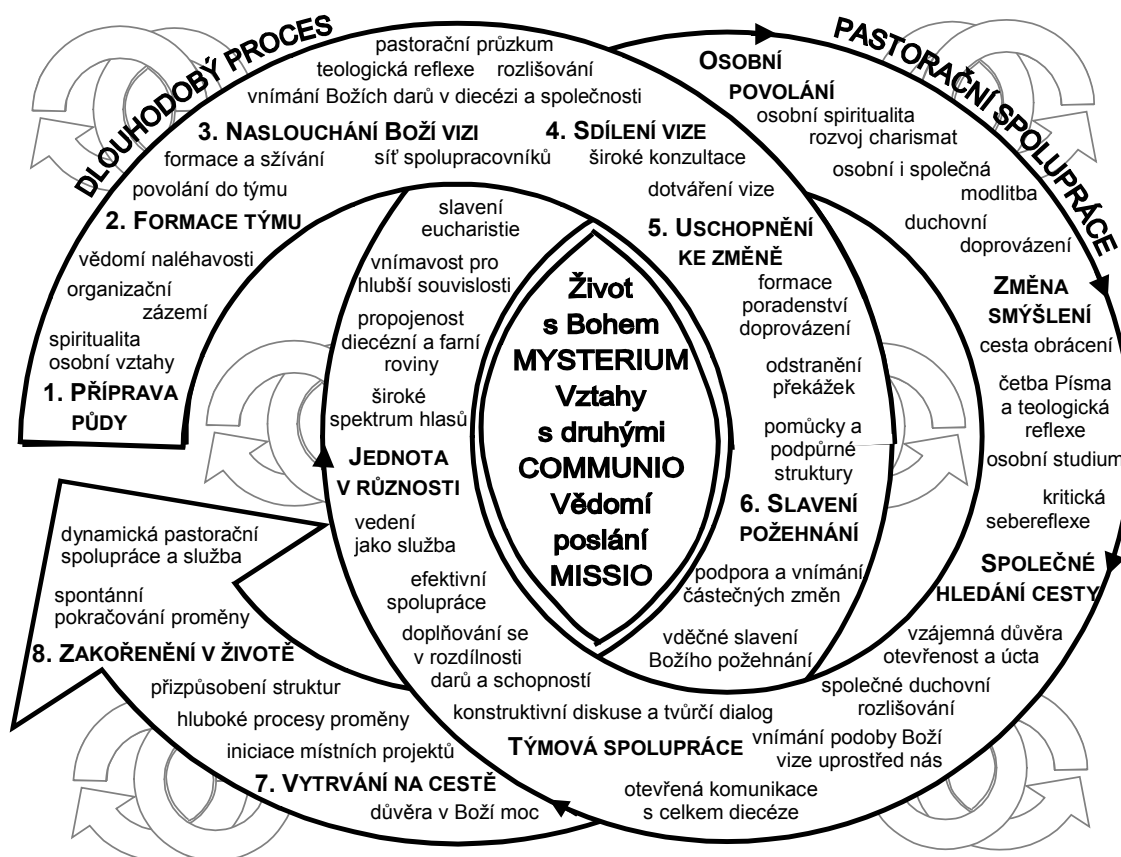 DLOUHODOBÝ PROCES
pastorační průzkum
teologická reflexe rozlišování
vnímání Božích darů v diecézi a společnosti
3. NASLOUCHÁNÍ BOŽÍ VIZI
4. SDÍLENÍ VIZE
formace a sžívání
síť spolupracovníků
široké konzultace
povolání do týmu
dotváření vize
2. FORMACE TÝMU
vědomí naléhavosti
organizační
zázemí
spiritualita
osobní vztahy
1. PŘÍPRAVA
PŮDY
5. USCHOPNĚNÍ
KE ZMĚNĚ
formace
poradenství
doprovázení
odstranění
překážek
pomůcky a
podpůrné
struktury
6. SLAVENÍ
POŽEHNÁNÍ
podpora a vnímání
částečných změn
vděčné slavení
Božího požehnání
PASTORAČNÍ SPOLUPRÁCE
OSOBNÍ
POVOLÁNÍ
osobní spiritualita
rozvoj charismat
osobní i společná
modlitba
duchovní
doprovázení
ZMĚNA
SMÝŠLENÍ
cesta obrácení
četba Písma
a teologická
reflexe
osobní studium
kritická
sebereflexe
SPOLEČNÉ
HLEDÁNÍ CESTY
vzájemná důvěra
otevřenost a úcta
společné duchovní
rozlišování
vnímání podoby Boží
vize uprostřed nás
TÝMOVÁ SPOLUPRÁCE
konstruktivní diskuse a tvůrčí dialog
otevřená komunikace
s celkem diecéze
slavení
eucharistie
vnímavost pro
hlubší souvislosti
propojenost
diecézní a farní
roviny
široké
spektrum hlasů
JEDNOTA
V RŮZNOSTI
vedení
jako služba
efektivní
spolupráce
doplňování se
v rozdílnosti
darů a schopností
Život
s Bohem
MYSTERIUM
Vztahy
s druhými
COMMUNIO
Vědomí
poslání
MISSIO
dynamická pastorační
spolupráce a služba
spontánní
pokračování proměny
8. ZAKOŘENĚNÍ V ŽIVOTĚ
přizpůsobení struktur
hluboké procesy proměny
iniciace místních projektů
7. VYTRVÁNÍ NA CESTĚ
důvěra v Boží moc